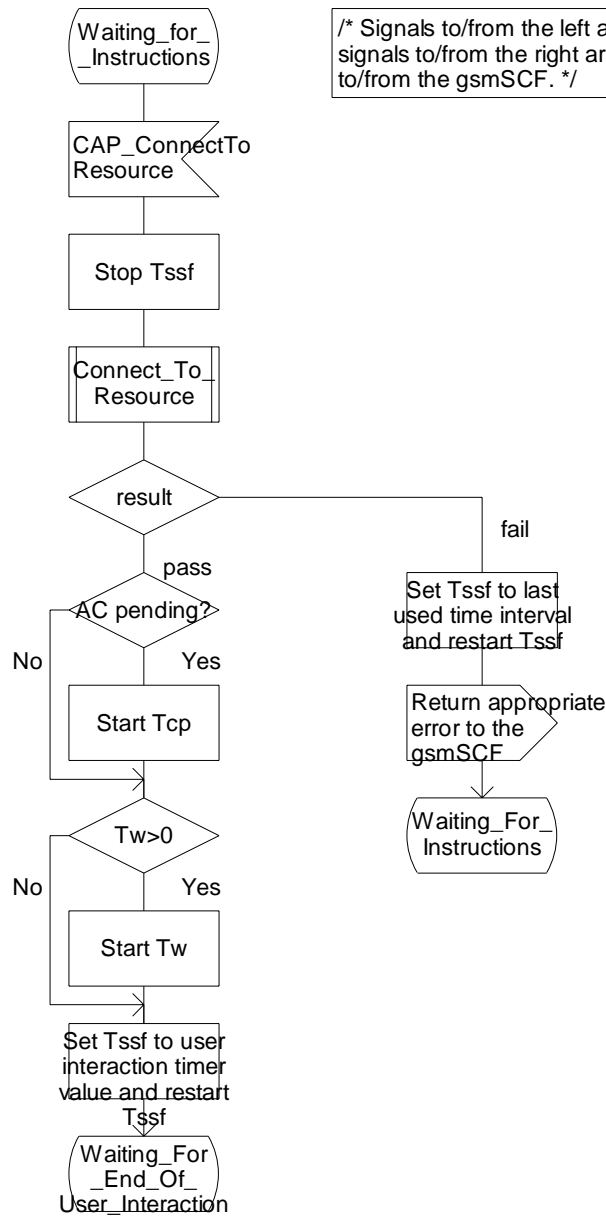 Waiting_for_
_Instructions
/* Signals to/from the left a
signals to/from the right ar
to/from the gsmSCF. */
CAP_ConnectTo
Resource
Stop Tssf
Connect_To_
Resource
result
fail
pass
AC pending?
Set Tssf to last
used time interval
and restart Tssf
No
Yes
Start Tcp
Return appropriate
error to the
gsmSCF
Tw>0
Waiting_For_
Instructions
No
Yes
Start Tw
Set Tssf to user
interaction timer
value and restart
Tssf
Waiting_For
_End_Of_
User_Interaction